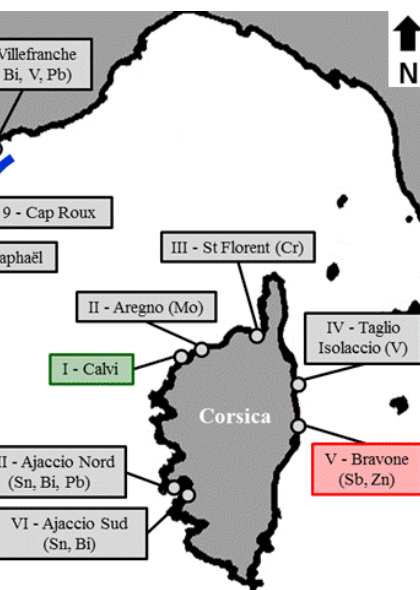 Villefranche
Bi, V, Pb)
N
9 - Cap Roux
aphaël
III - St Florent (Cr)
II - Aregno (Mo)
IV - Taglio
Isolaccio (V)
I - Calvi
Corsica
II - Ajaccio Nord
(Sn, Bi, Pb)
V - Bravone
(Sb, Zn)
VI - Ajaccio Sud
(Sn, Bi)